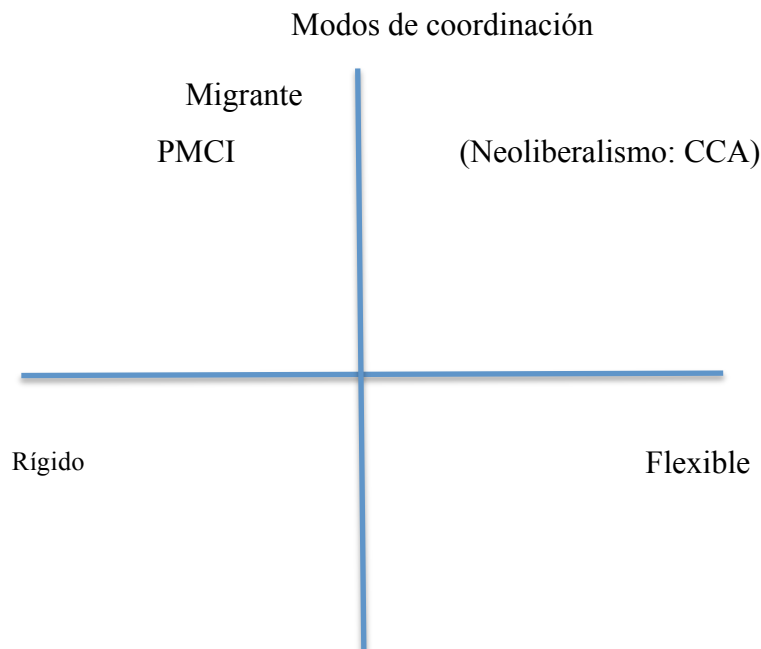 Modos de coordinación
Migrante
PMCI (Neoliberalismo: CCA)
Rígido Flexible